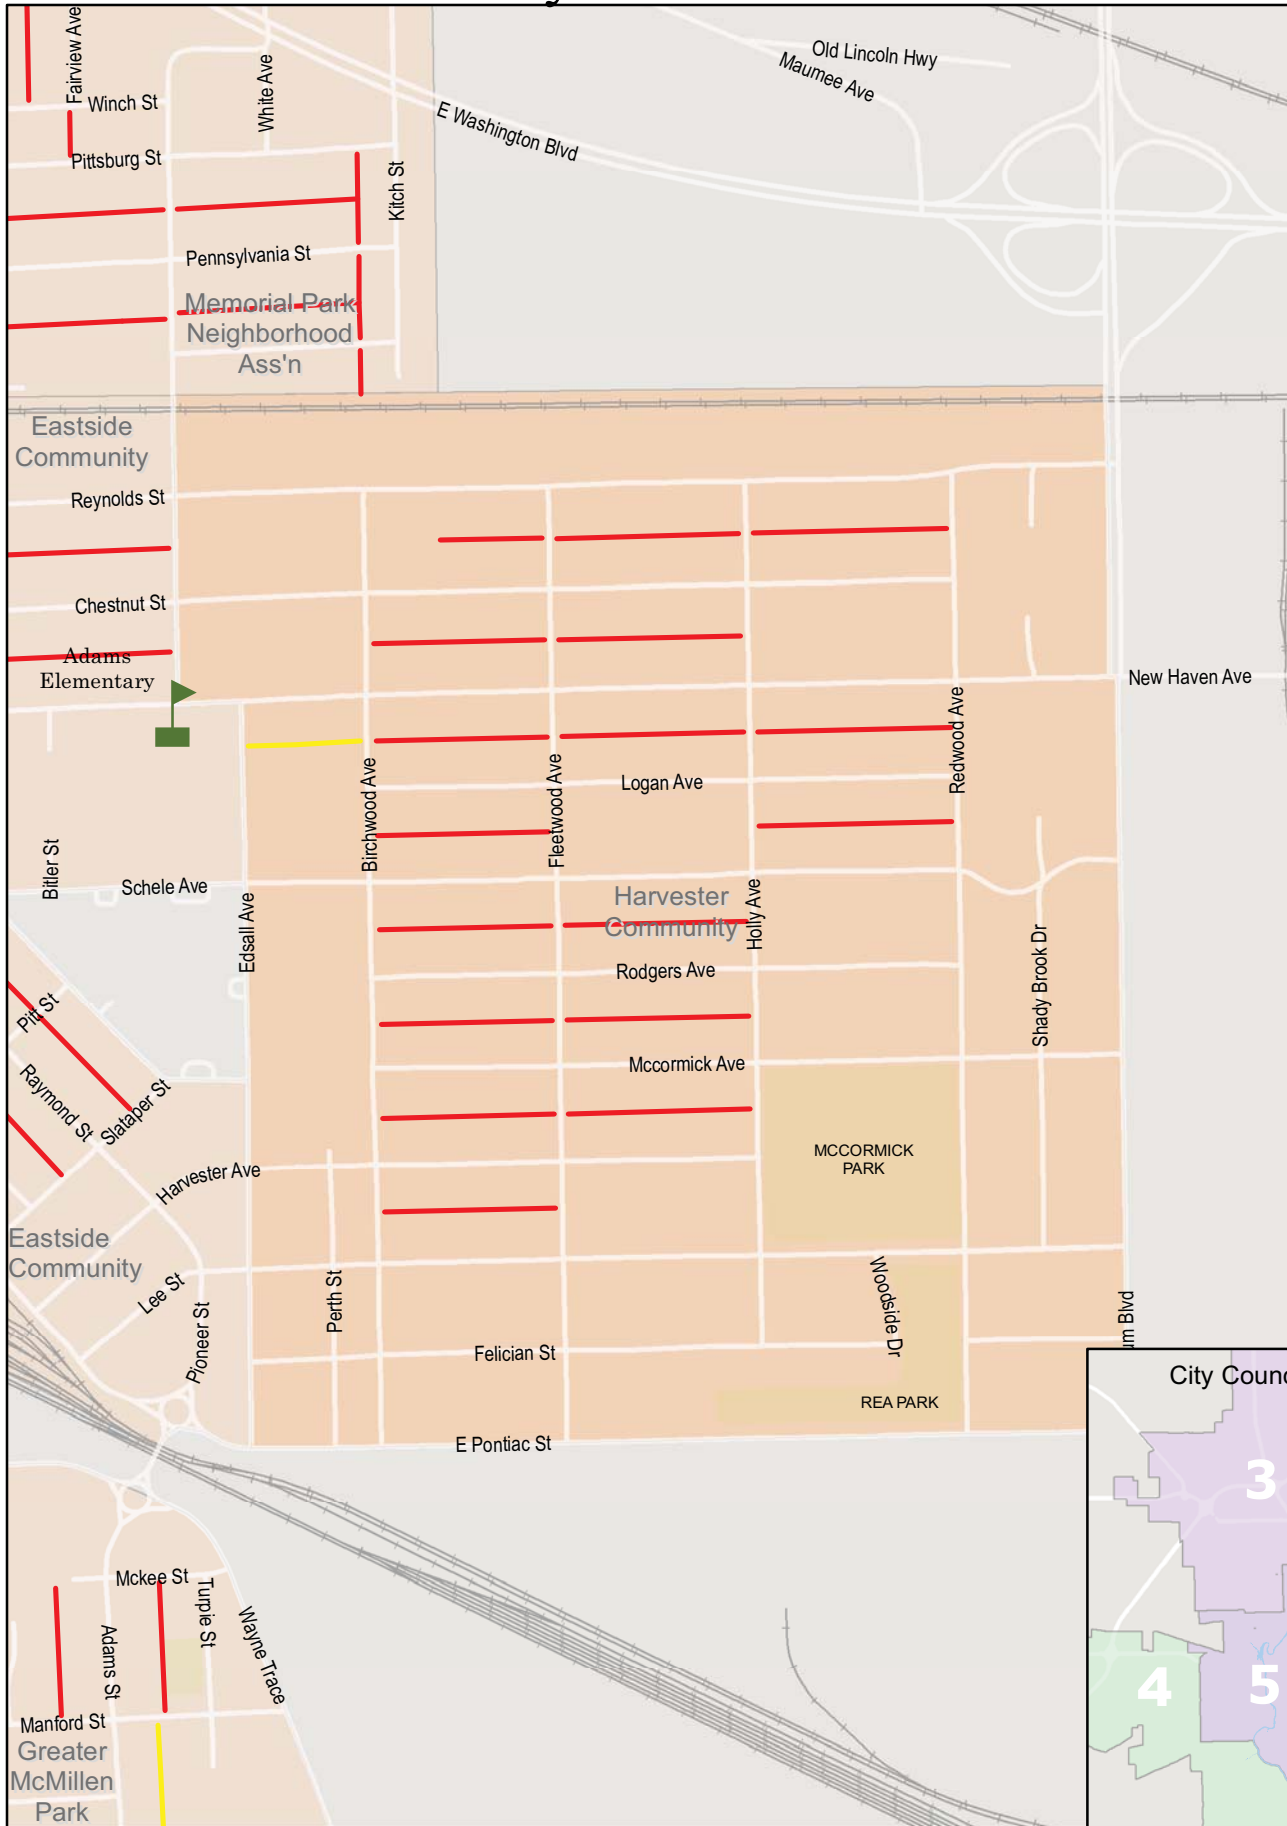 Old Lincoln Hwy
Maumee Ave
Fairview Ave
White Ave
Winch St
E Washington Blvd
Pittsburg St
Kitch St
Pennsylvania St
Memorial Park
Neighborhood
Ass'n
Eastside
Community
Reynolds St
Chestnut St
Adams
Elementary
New Haven Ave
Redwood Ave
Birchwood Ave
Fleetwood Ave
Logan Ave
Bitler St
Schele Ave
Edsall Ave
Harvester
Community
Holly Ave
Rodgers Ave
Shady Brook Dr
Pitt St
Raymond St
Slataper St
Mccormick Ave
MCCORMICK
PARK
Harvester Ave
Eastside
Community
Lee St
Pioneer St
Perth St
Woodside Dr
um Blvd
Felician St
REA PARK
E Pontiac St
City Counc
3
4
5
Mckee St
Turpie St
Adams St
Wayne Trace
Manford St
Greater
McMillen
Park